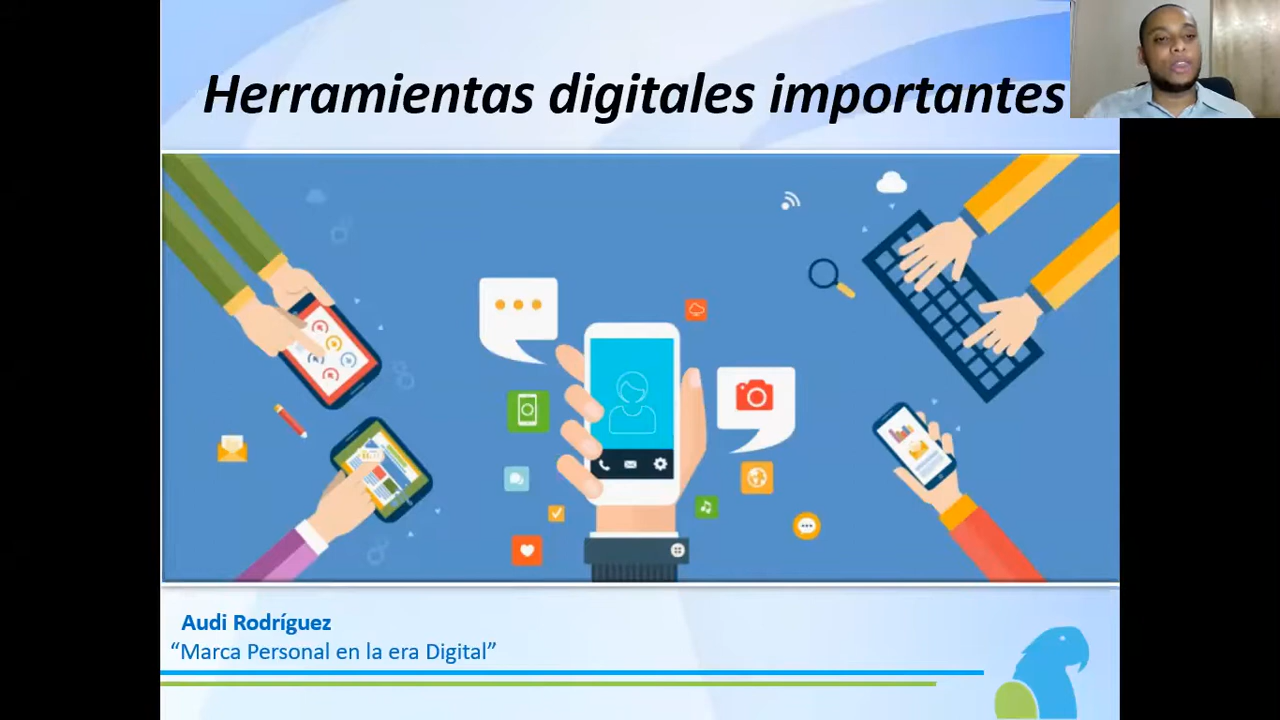 Herramientas digitales importantes
Audi Rodríguez
“Marca Personal en la era Digital”